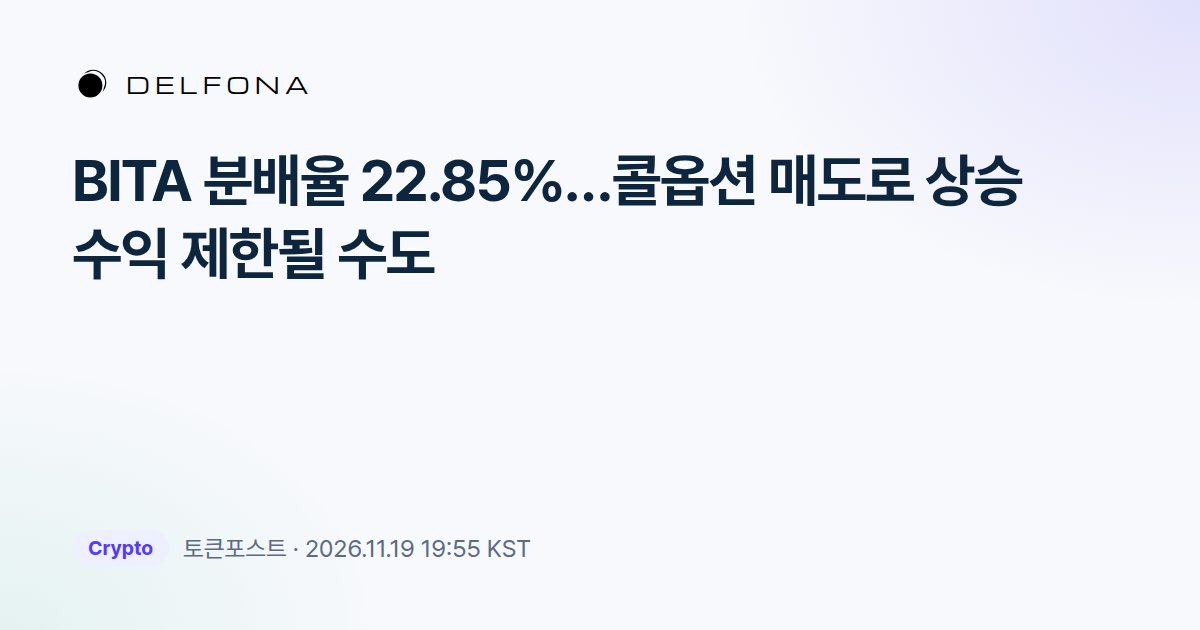 DELFONA
BITA 분배율 22.85%...콜옵션 매도로 상승
수익 제한될 수도
Crypto 토큰포스트 · 2026.11.19 19:55 KST